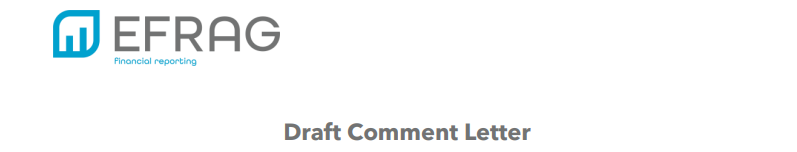 EFRAG
Financial reporting
Draft Comment Letter